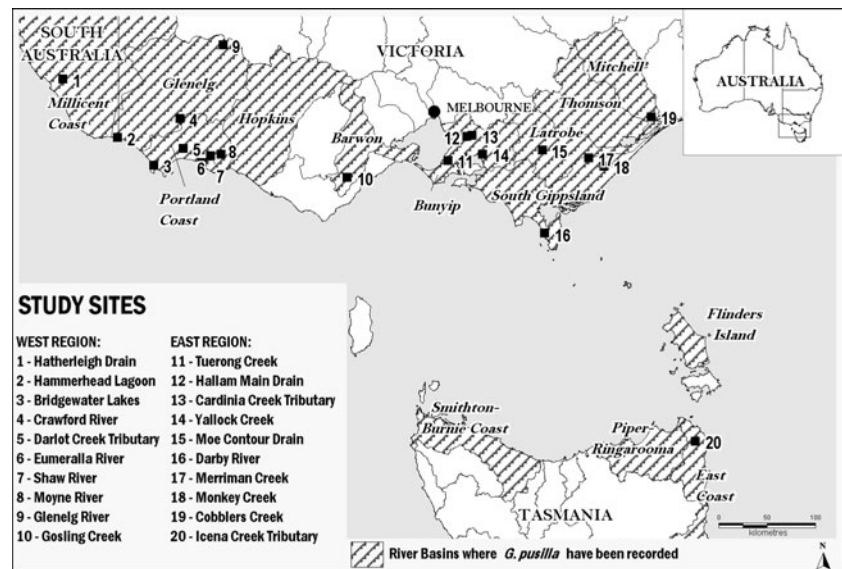 SOUTH
AUSTRALIA
VICTORIA
AUSTRALIA
Millicent
Coast
Glenelg
Hopkins
Portland
Coast
Barwon
MELBOURNE
Bunyip
Latrobe
Thomson
Mitchell
South Gippsland
1
2
3
4
5
6
7
8
9
10
11
12
13
14
15
16
17
18
19
Flinders
Island
Smithton-
Burnie Coast
Piper-
Ringarooma
20
East
Coast
TASMANIA
STUDY SITES
WEST REGION:
1 - Hatherleigh Drain
2 - Hammerhead Lagoon
3 - Bridgewater Lakes
4 - Crawford River
5 - Darlot Creek Tributary
6 - Eumeralla River
7 - Shaw River
8 - Moyne River
9 - Glenelg River
10 - Gosling Creek
EAST REGION:
11 - Tuerong Creek
12 - Hallam Main Drain
13 - Cardinia Creek Tributary
14 - Yallock Creek
15 - Moe Contour Drain
16 - Darby River
17 - Merriman Creek
18 - Monkey Creek
19 - Cobblers Creek
20 - Icena Creek Tributary
River Basins where G. pusilla have been recorded
0 50 100
kilometres
N